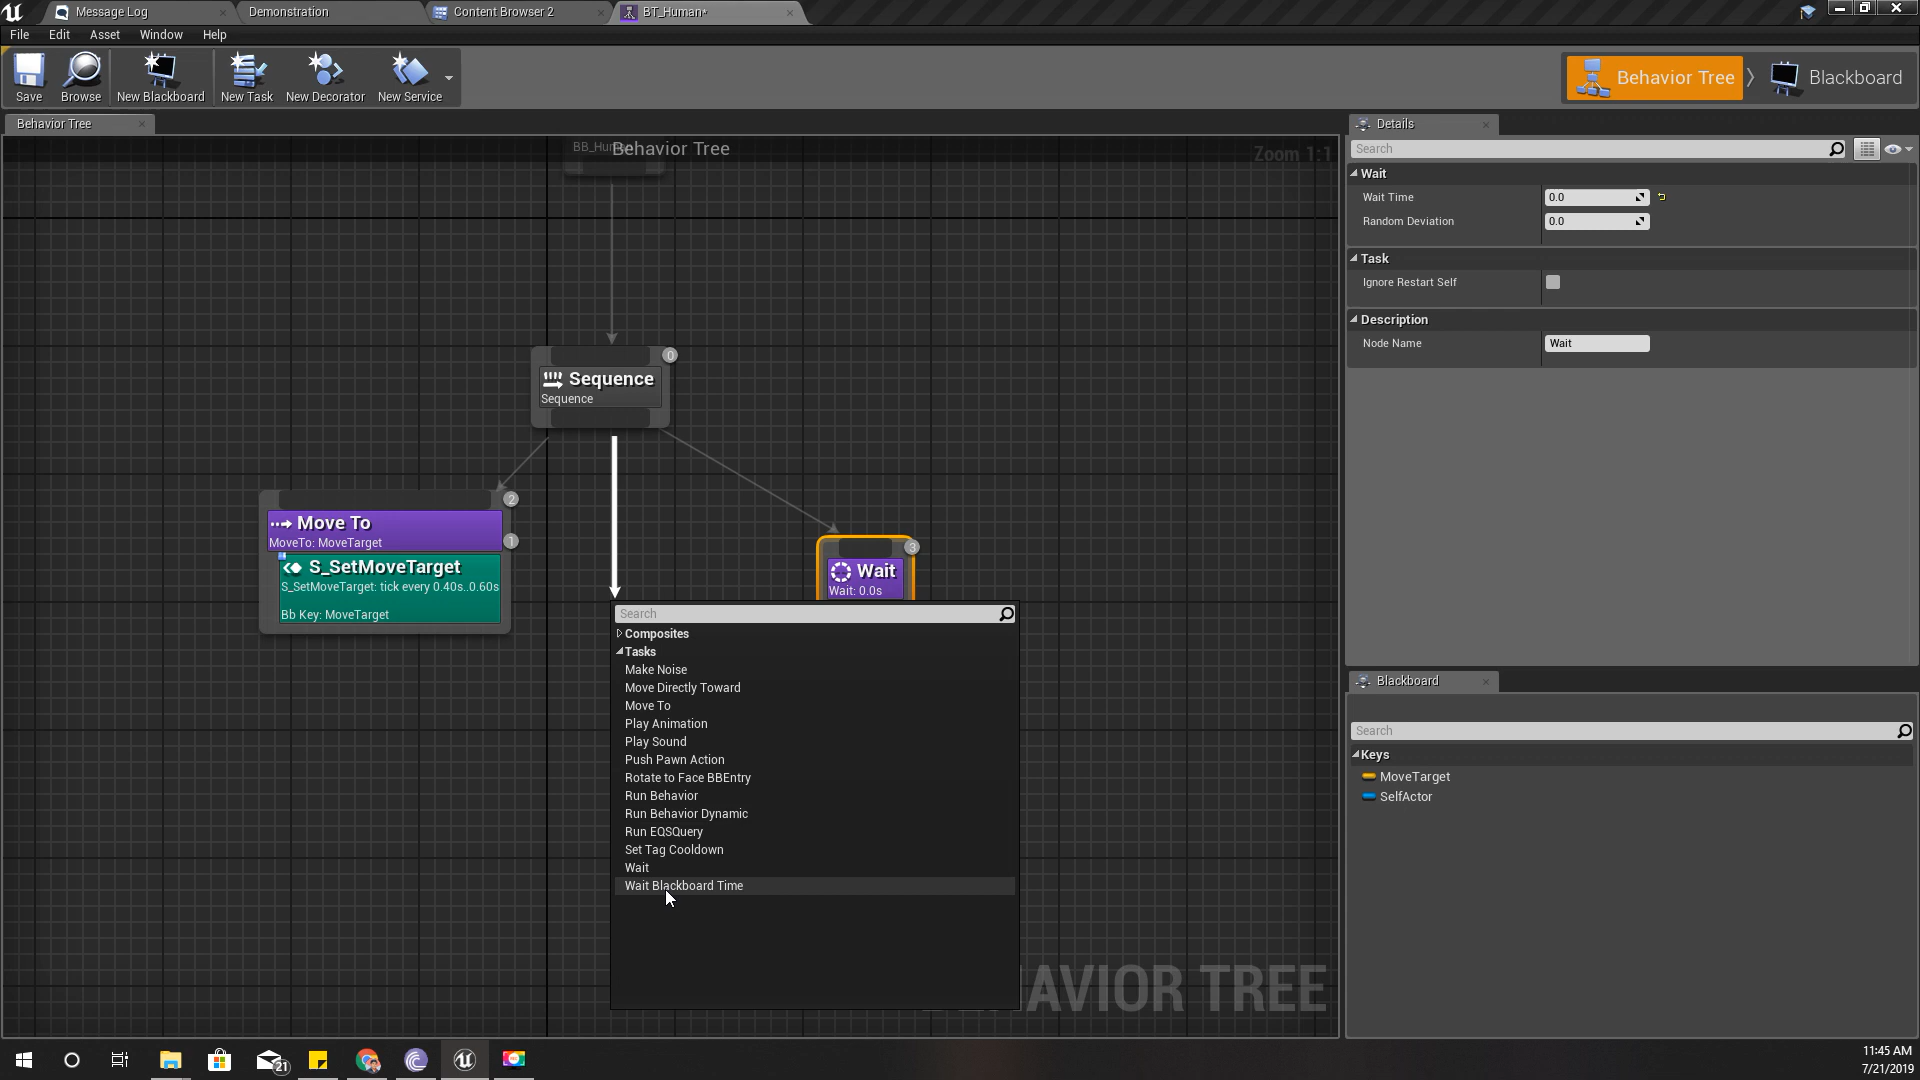 Message Log
Demonstration
Content Browser 2
BT_Human*
File Edit Asset Window Help
Save
Browse
New Blackboard
New Task
New Decorator
New Service
Behavior Tree
Blackboard
Behavior Tree
BB_Human
Behavior Tree
Zoom 1:1
0
Sequence
Sequence
2
Move To
MoveTo: MoveTarget
1
S_SetMoveTarget
S_SetMoveTarget: tick every 0.40s..0.60s
Bb Key: MoveTarget
3
Wait
Wait: 0.0s
Search
Composites
Tasks
Make Noise
Move Directly Toward
Move To
Play Animation
Play Sound
Push Pawn Action
Rotate to Face BBEntry
Run Behavior
Run Behavior Dynamic
Run EQSQuery
Set Tag Cooldown
Wait
Wait Blackboard Time
AVIOR TREE
Details
Search
Wait
Wait Time 0.0
Random Deviation 0.0
Task
Ignore Restart Self
Description
Node Name Wait
Blackboard
Search
Keys
MoveTarget
SelfActor
21
11:45 AM
7/21/2019